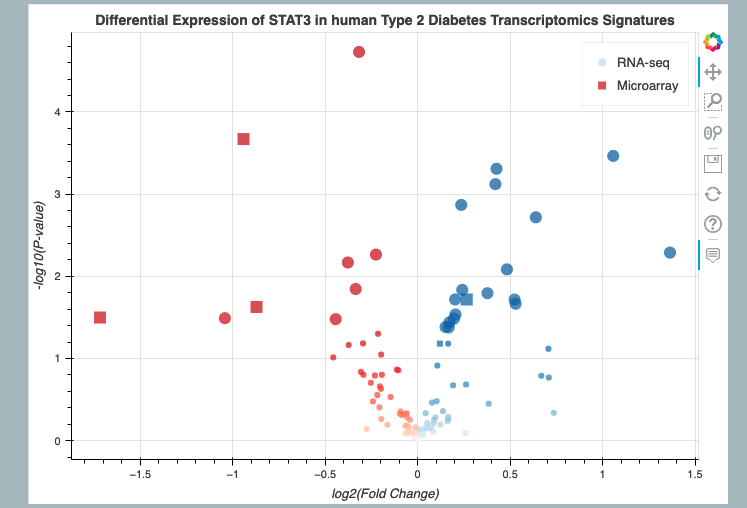 Differential Expression of STAT3 in human Type 2 Diabetes Transcriptomics Signatures
RNA-seq
Microarray
4
3
2
1
0
-log10(P-value)
−1.5
−1
−0.5
0
0.5
1
1.5
log2(Fold Change)